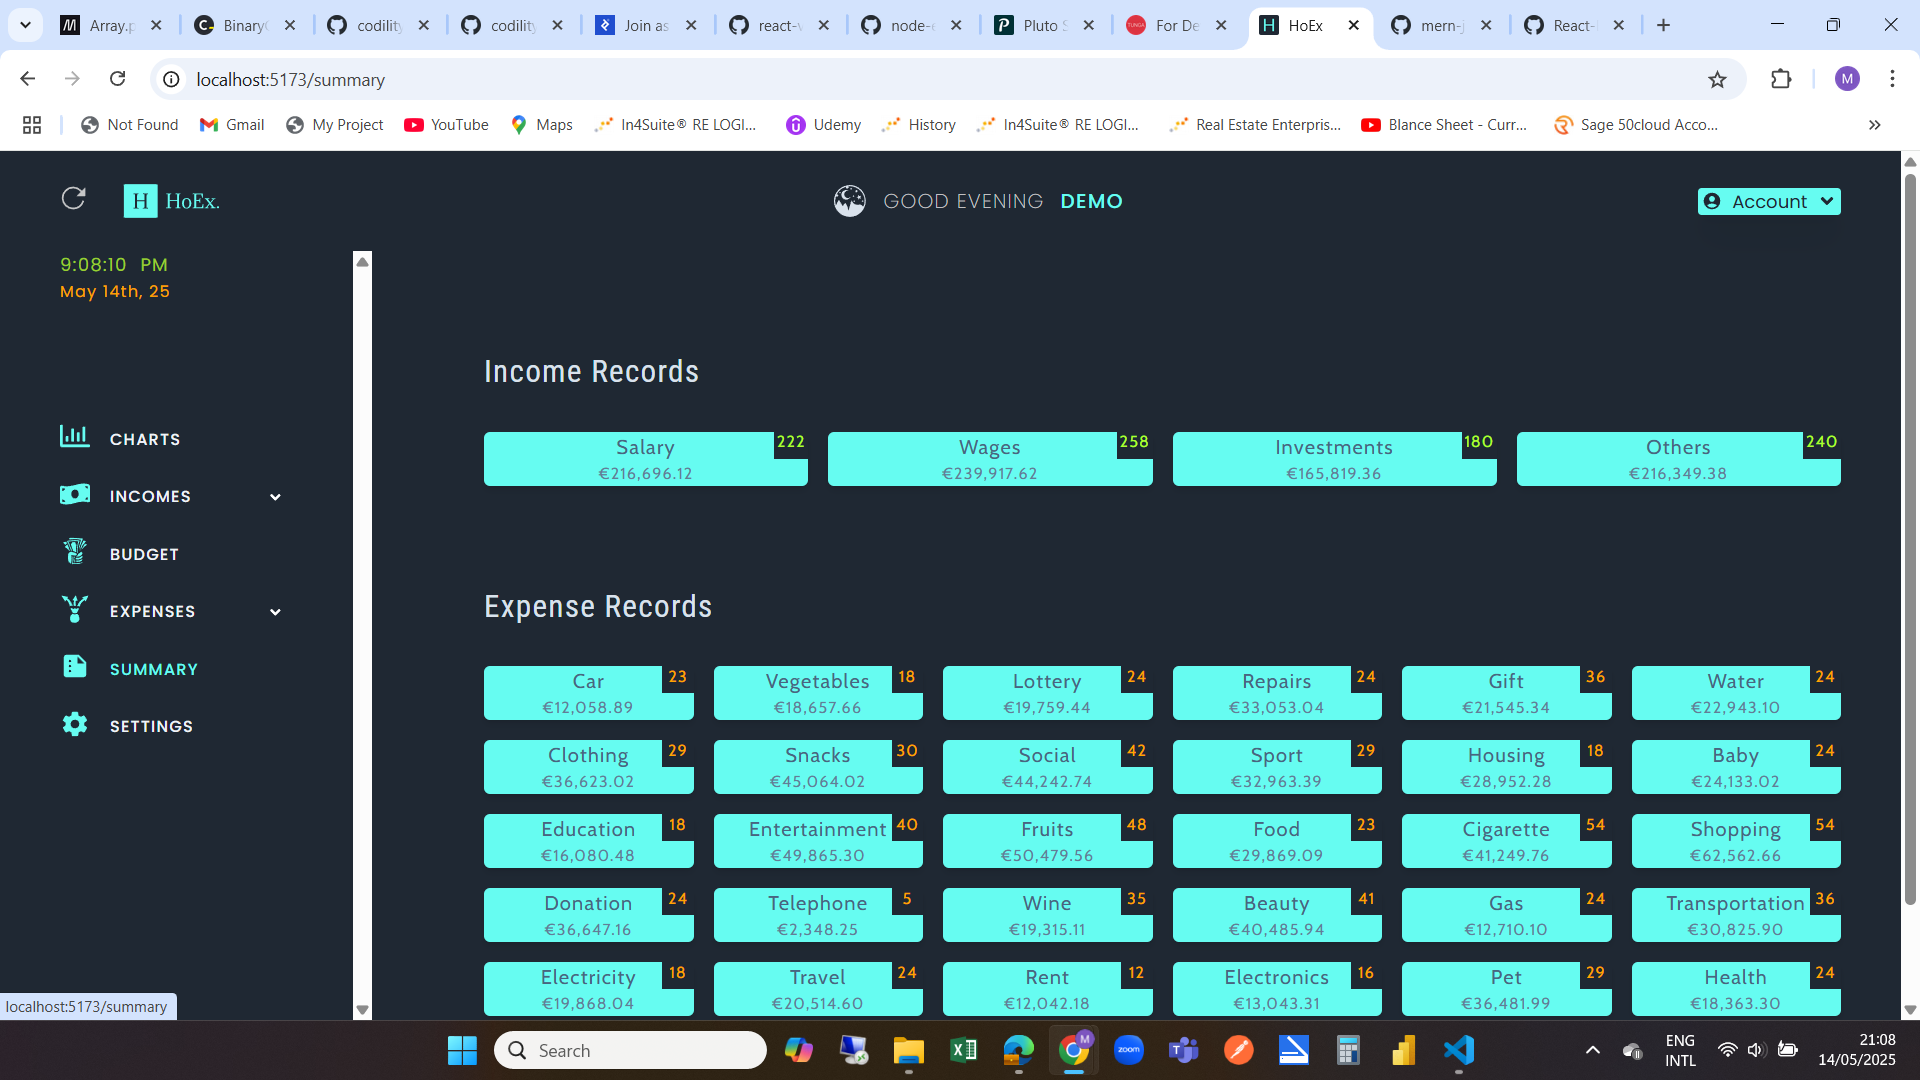 Array.p
Binary
codility
codility
Join as
react-v
node-e
Pluto S
For De
HoEx
mern-j
React-
localhost:5173/summary
M
Not Found
Gmail
My Project
YouTube
Maps
In4Suite® RE LOGI...
Udemy
History
In4Suite® RE LOGI...
Real Estate Enterpris...
Blance Sheet - Curr...
Sage 50cloud Acco...
H HoEx.
GOOD EVENING DEMO
Account
9:08:10 PM
May 14th, 25
CHARTS
INCOMES
BUDGET
EXPENSES
SUMMARY
SETTINGS
Income Records
Salary 222
€216,696.12
Wages 258
€239,917.62
Investments 180
€165,819.36
Others 240
€216,349.38
Expense Records
Car 23
€12,058.89
Vegetables 18
€18,657.66
Lottery 24
€19,759.44
Repairs 24
€33,053.04
Gift 36
€21,545.34
Water 24
€22,943.10
Clothing 29
€36,623.02
Snacks 30
€45,064.02
Social 42
€44,242.74
Sport 29
€32,963.39
Housing 18
€28,952.28
Baby 24
€24,133.02
Education 18
€16,080.48
Entertainment 40
€49,865.30
Fruits 48
€50,479.56
Food 23
€29,869.09
Cigarette 54
€41,249.76
Shopping 54
€62,562.66
Donation 24
€36,647.16
Telephone 5
€2,348.25
Wine 35
€19,315.11
Beauty 41
€40,485.94
Gas 24
€12,710.10
Transportation 36
€30,825.90
Electricity 18
€19,868.04
Travel 24
€20,514.60
Rent 12
€12,042.18
Electronics 16
€13,043.31
Pet 29
€36,481.99
Health 24
€18,363.30
localhost:5173/summary
Search
M
zoom
ENG
INTL
21:08
14/05/2025